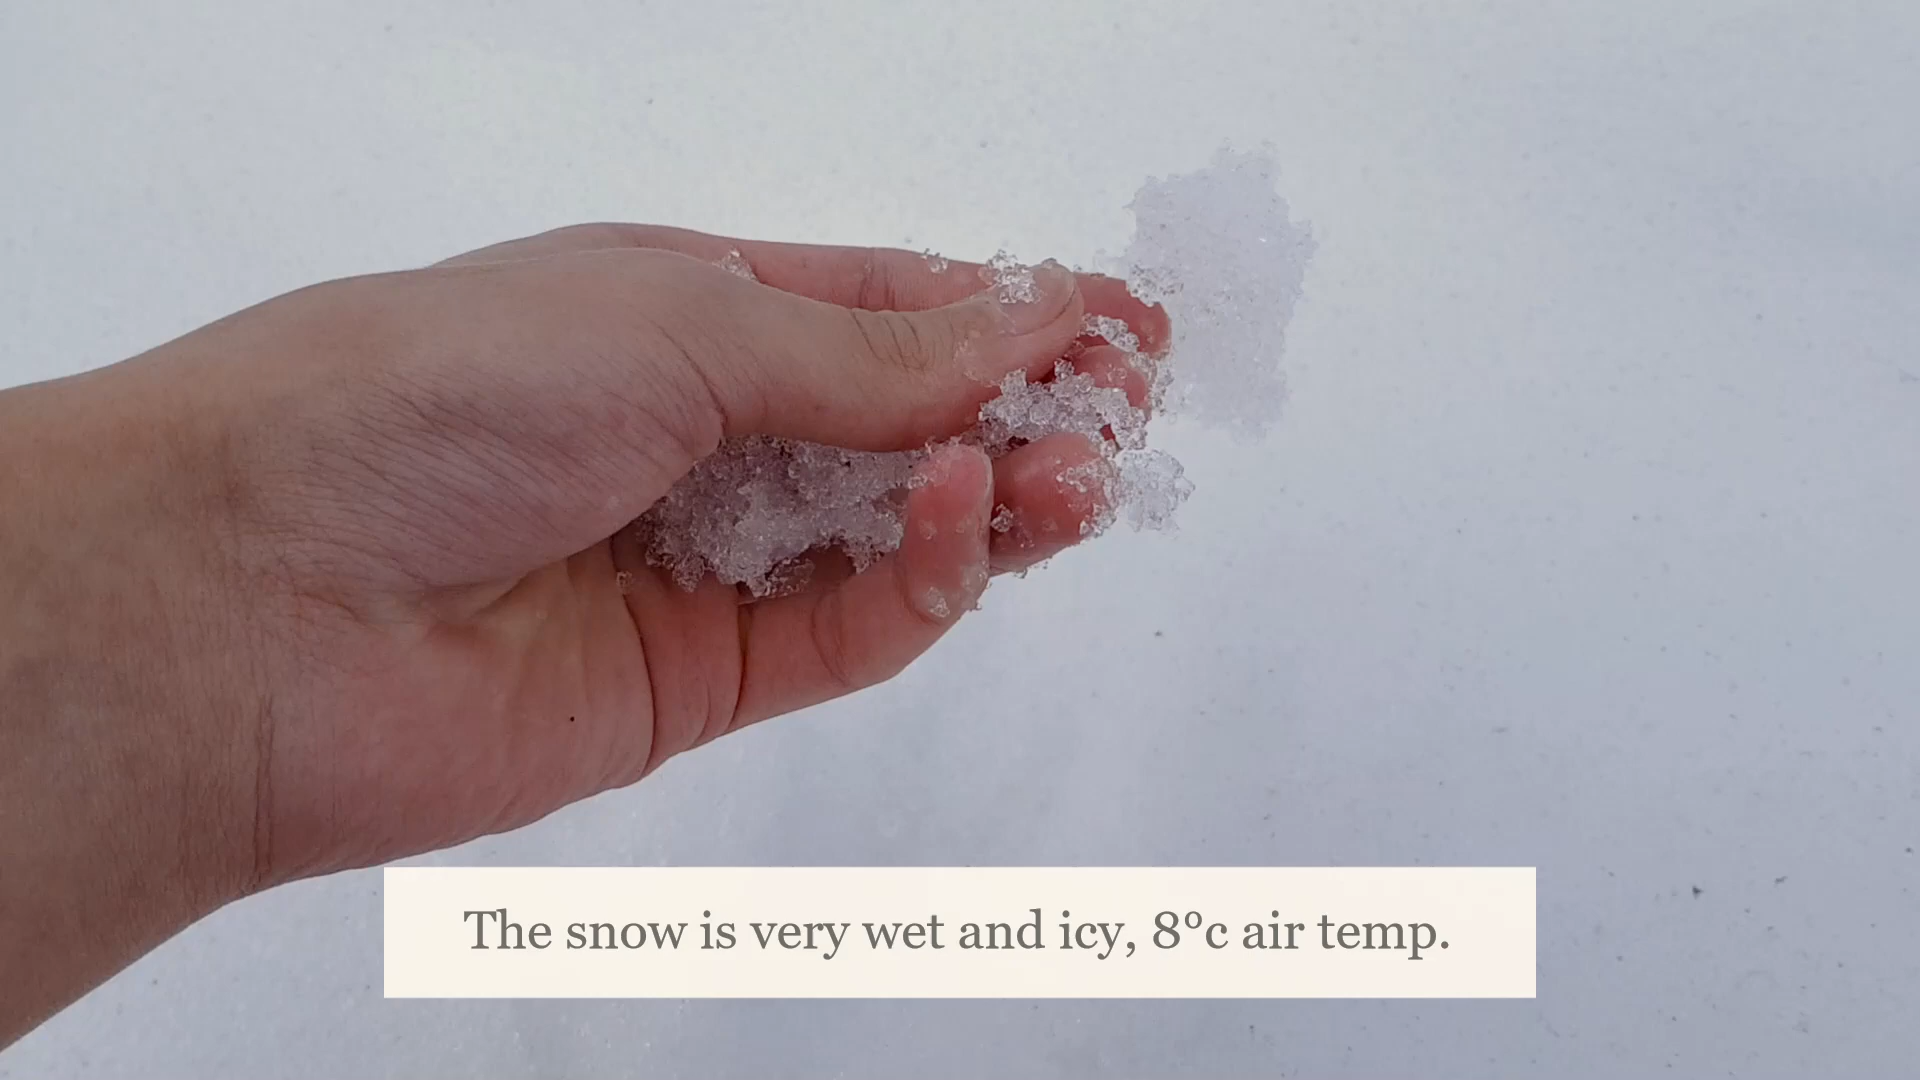 The snow is very wet and icy, 8°c air temp.